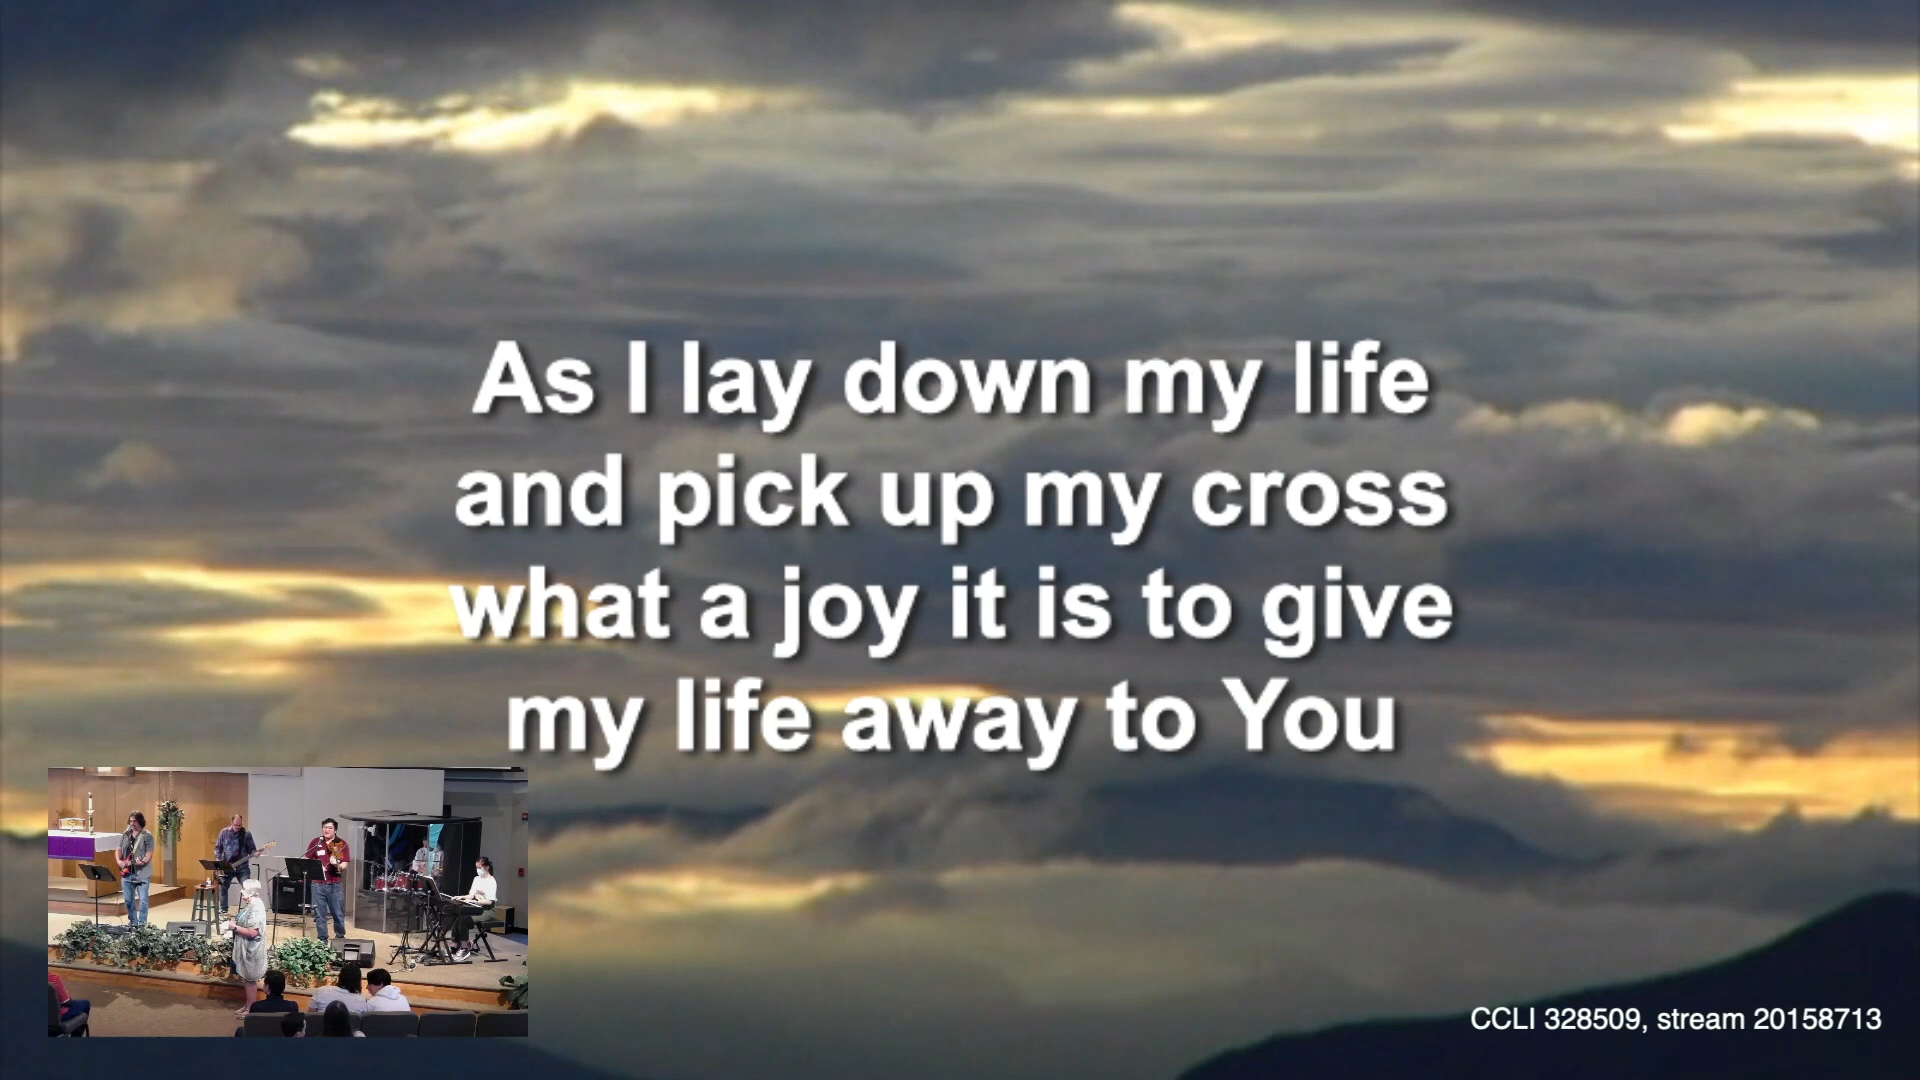 As I lay down my life
and pick up my cross
what a joy it is to give
my life away to You
CCLI 328509, stream 20158713